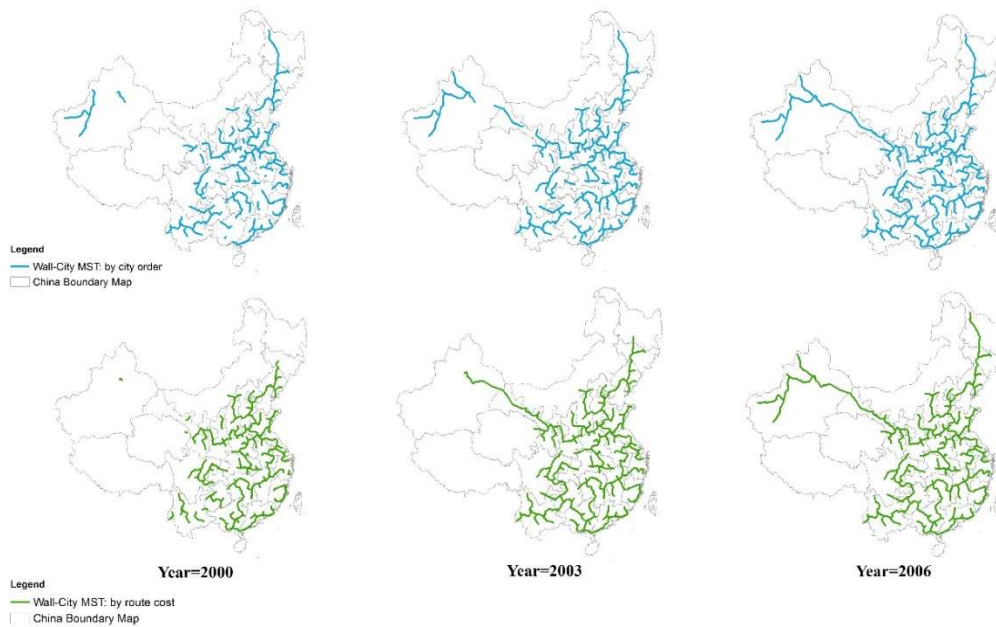 Legend
Wall-City MST: by city order
China Boundary Map
Year=2000
Year=2003
Year=2006
Legend
Wall-City MST: by route cost
China Boundary Map